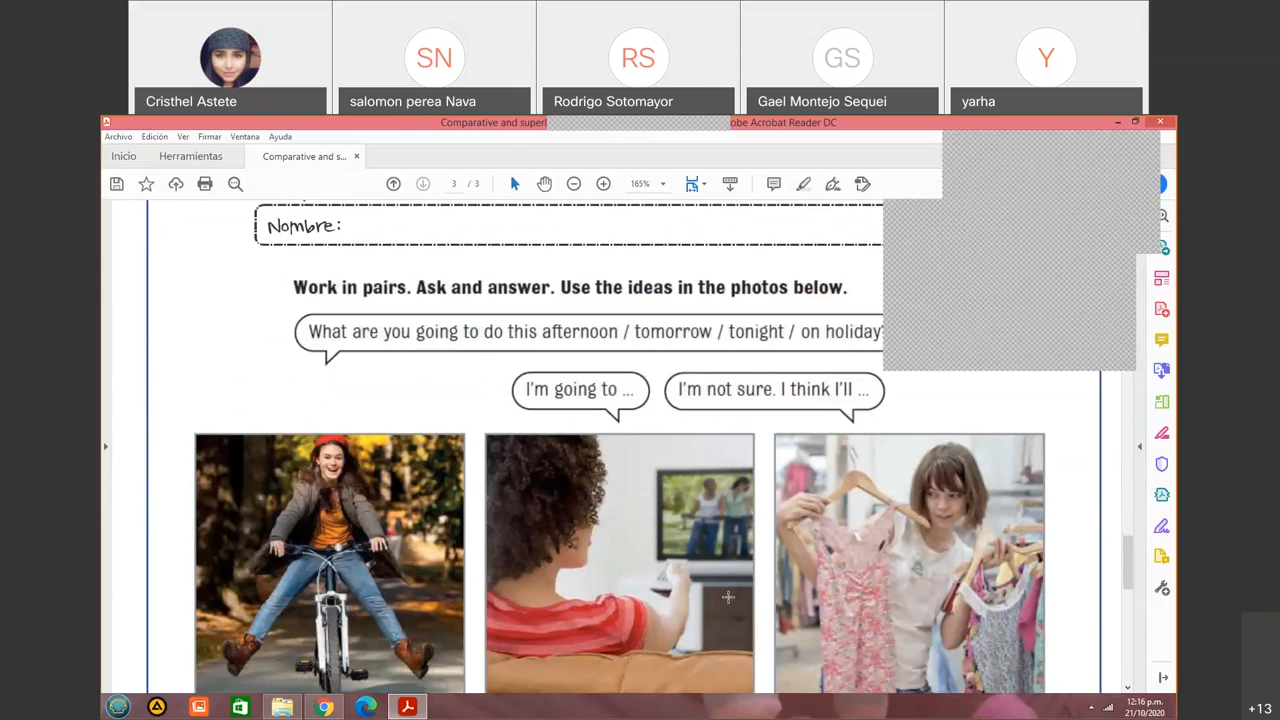 SN
RS
GS
Y
Cristhel Astete
salomon perea Nava
Rodrigo Sotomayor
Gael Montejo Sequei
yarha
Comparative and superl
obe Acrobat Reader DC
Archivo Edición Ver Firmar Ventana Ayuda
Inicio Herramientas Comparative and s... ×
3 / 3 165%
Nombre:
Work in pairs. Ask and answer. Use the ideas in the photos below.
What are you going to do this afternoon / tomorrow / tonight / on holiday?
I'm going to ... I'm not sure. I think I'll ...
12:16 p.m.
21/10/2020
+13